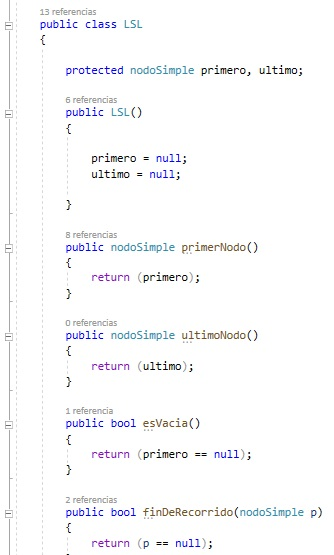 13 referencias
public class LSL
{
protected nodoSimple primero, ultimo;
6 referencias
public LSL()
{
primero = null;
ultimo = null;
}
8 referencias
public nodoSimple primerNodo()
{
return (primero);
}
0 referencias
public nodoSimple ultimoNodo()
{
return (ultimo);
}
1 referencia
public bool esVacia()
{
return (primero == null);
}
2 referencias
public bool finDeRecorrido(nodoSimple p)
{
return (p == null);